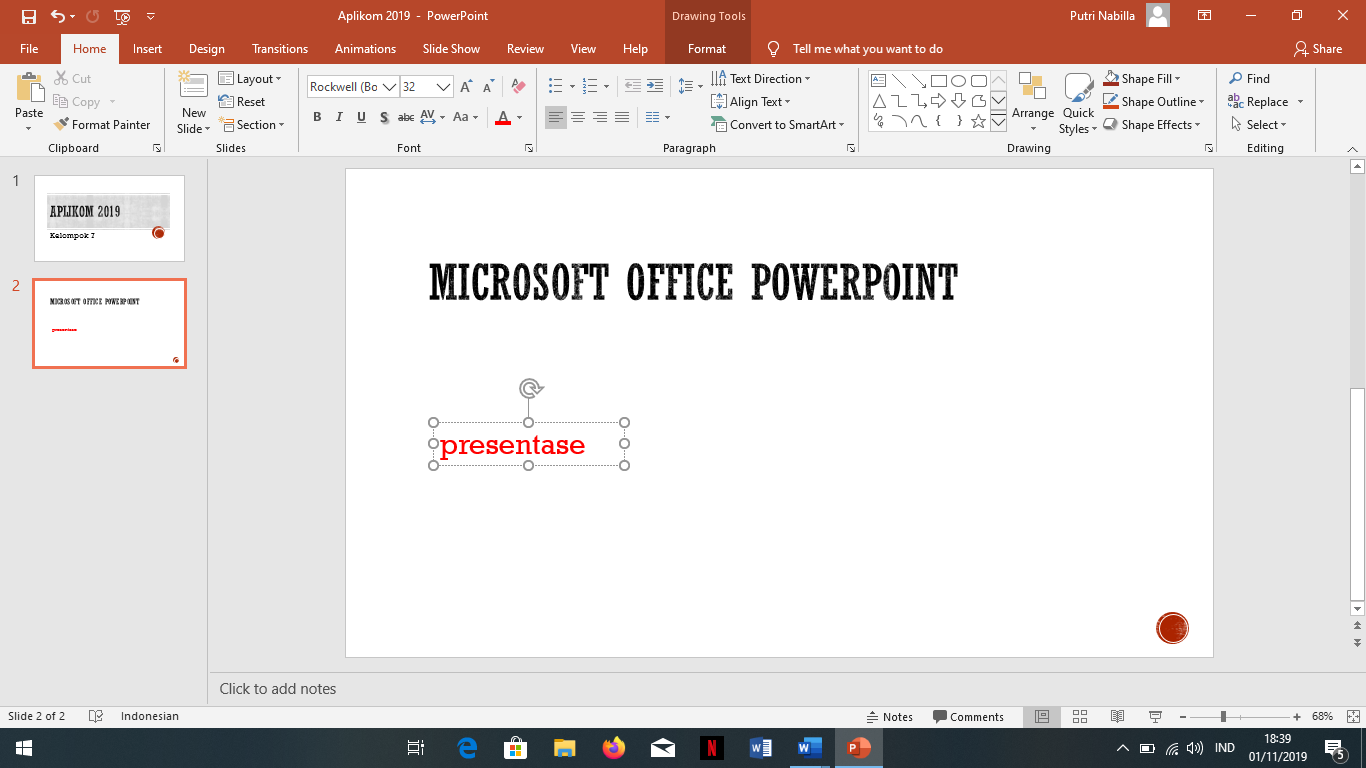 Aplikom 2019 - PowerPoint
Drawing Tools
Putri Nabilla
File Home Insert Design Transitions Animations Slide Show Review View Help Format Tell me what you want to do Share
Paste
Cut
Copy
Format Painter
Clipboard
New Slide
Layout
Reset
Section
Slides
Rockwell (Bo 32
B I U S abc AV Aa A
Font
Text Direction
Align Text
Convert to SmartArt
Paragraph
Arrange
Quick Styles
Shape Fill
Shape Outline
Shape Effects
Drawing
Find
Replace
Select
Editing
1
APLIKOM 2019
Kelompok 7
2
MICROSOFT OFFICE POWERPOINT
presentase
MICROSOFT OFFICE POWERPOINT
presentase
Click to add notes
Slide 2 of 2 Indonesian Notes Comments 68%
IND 18:39
01/11/2019 5